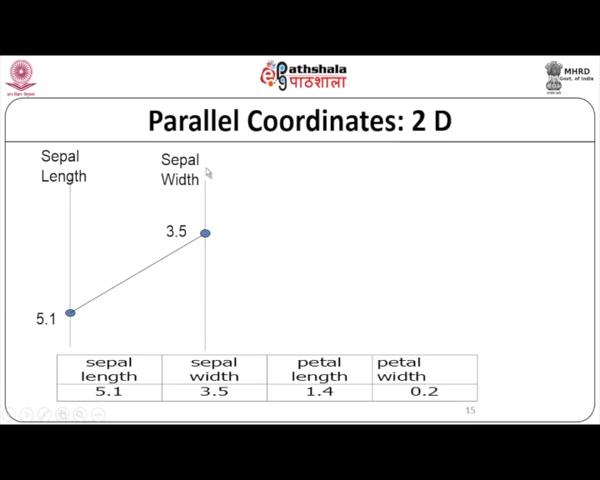 Pathshala
पाठशाला
MHRD
Govt. of India
Parallel Coordinates: 2 D
Sepal
Length
Sepal
Width
3.5
5.1
sepal length sepal width petal length petal width
5.1 3.5 1.4 0.2
15